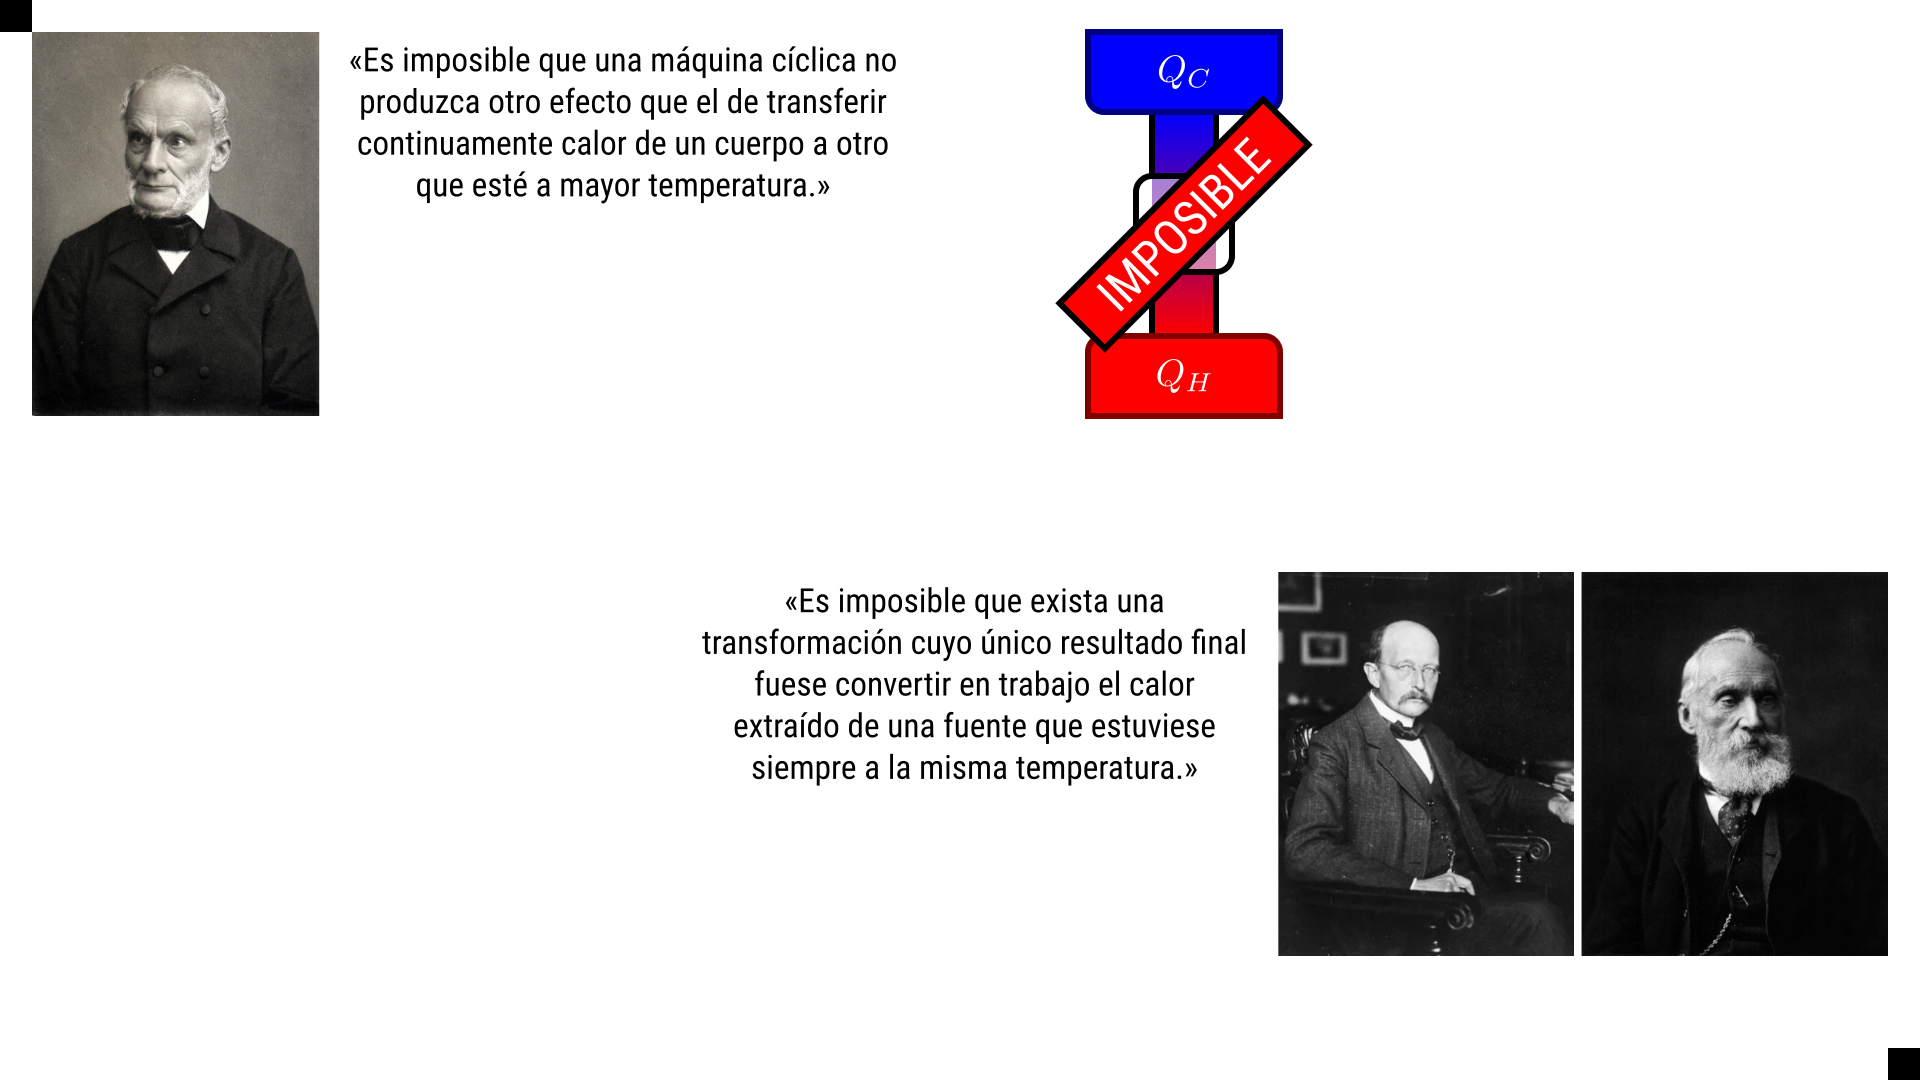 «Es imposible que una máquina cíclica no
produzca otro efecto que el de transferir
continuamente calor de un cuerpo a otro
que esté a mayor temperatura.»
Q_C
IMPOSIBLE
Q_H
«Es imposible que exista una
transformación cuyo único resultado final
fuese convertir en trabajo el calor
extraído de una fuente que estuviese
siempre a la misma temperatura.»